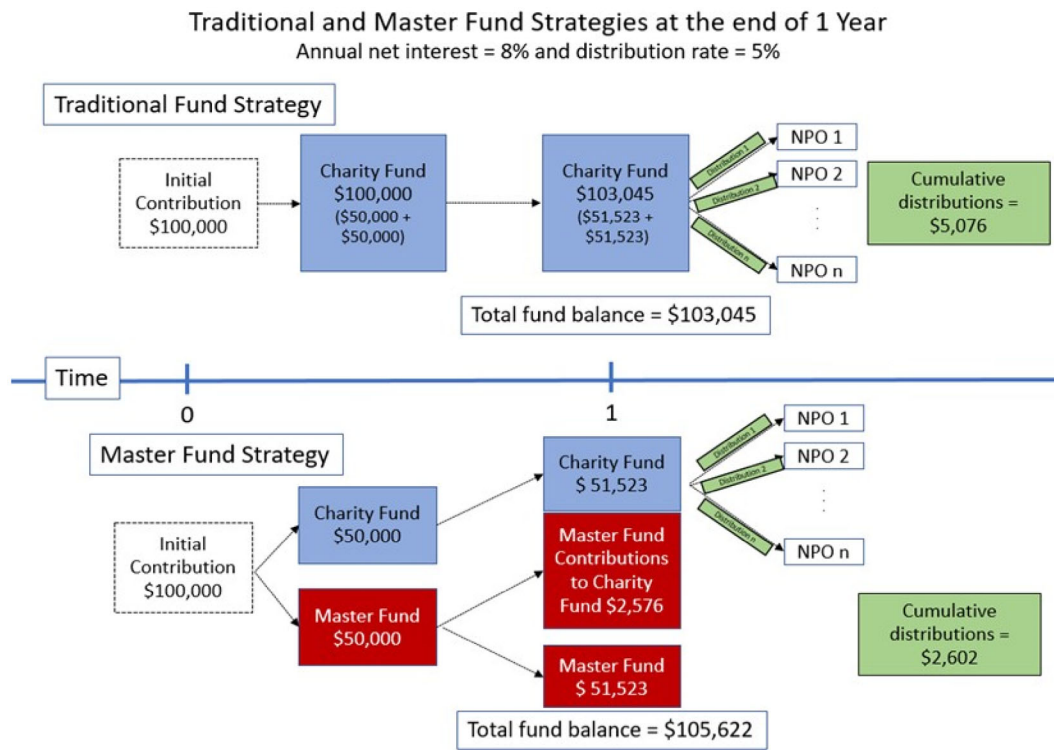 Traditional and Master Fund Strategies at the end of 1 Year
Annual net interest = 8% and distribution rate = 5%
Traditional Fund Strategy
Initial
Contribution
$100,000
Charity Fund
$100,000
($50,000 +
$50,000)
Charity Fund
$103,045
($51,523 +
$51,523)
Distribution 1
Distribution 2
Distribution n
NPO 1
NPO 2
NPO n
Cumulative
distributions =
$5,076
Total fund balance = $103,045
Time
0
1
Master Fund Strategy
Initial
Contribution
$100,000
Charity Fund
$50,000
Master Fund
$50,000
Charity Fund
$ 51,523
Master Fund
Contributions
to Charity
Fund $2,576
Master Fund
$ 51,523
Distribution 1
Distribution 2
Distribution n
NPO 1
NPO 2
NPO n
Cumulative
distributions =
$2,602
Total fund balance = $105,622